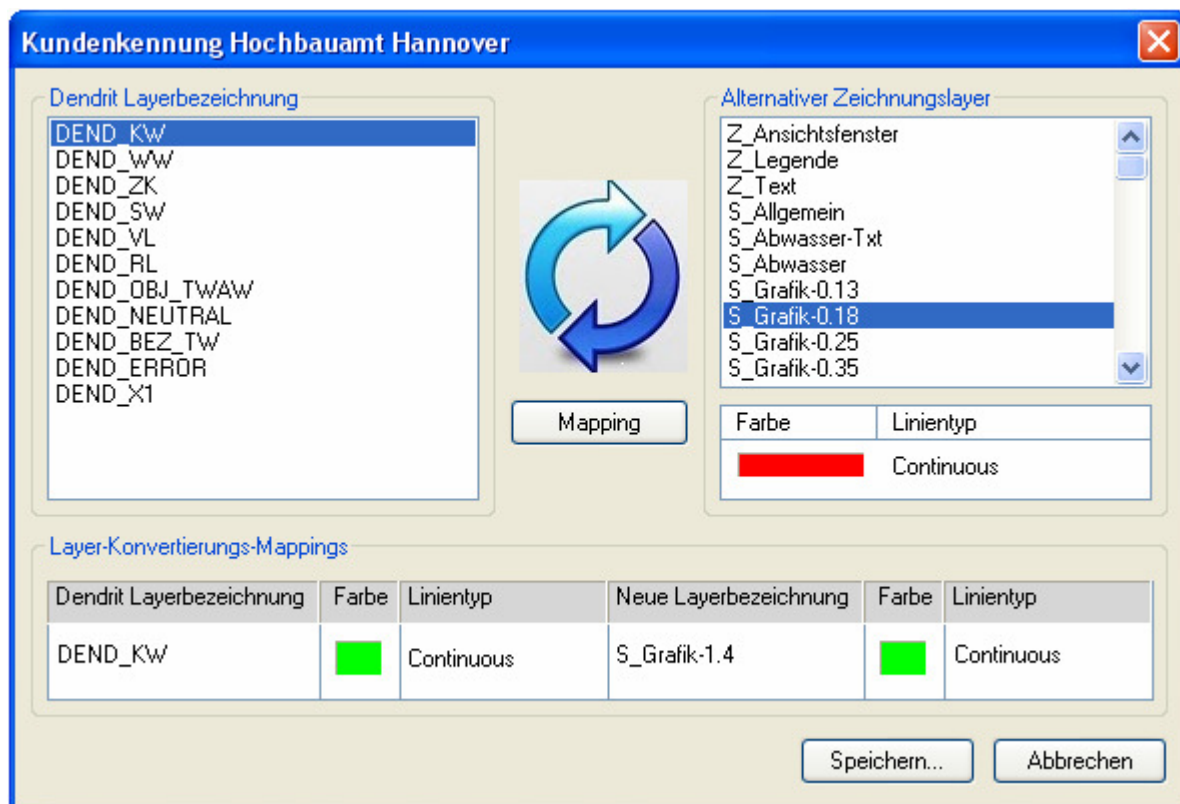 Kundenkennung Hochbauamt Hannover
Dendrit Layerbezeichnung
DEND_KW
DEND_WW
DEND_ZK
DEND_SW
DEND_VL
DEND_RL
DEND_OBJ_TWAW
DEND_NEUTRAL
DEND_BEZ_TW
DEND_ERROR
DEND_X1
Mapping
Alternativer Zeichnungslayer
Z_Ansichtsfenster
Z_Legende
Z_Text
S_Allgemein
S_Abwasser-Txt
S_Abwasser
S_Grafik-0.13
S_Grafik-0.18
S_Grafik-0.25
S_Grafik-0.35
Farbe Linientyp
Continuous
Layer-Konvertierungs-Mappings
Dendrit Layerbezeichnung Farbe Linientyp Neue Layerbezeichnung Farbe Linientyp
DEND_KW Continuous S_Grafik-1.4 Continuous
Speichern... Abbrechen